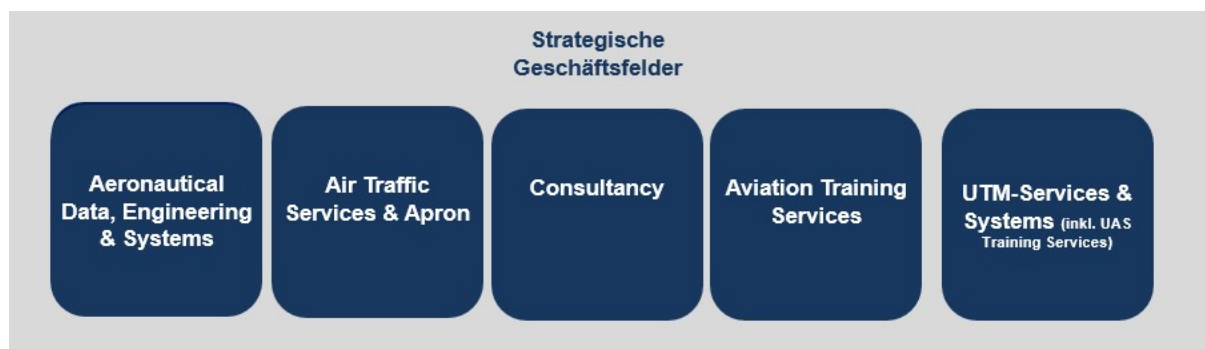 Strategische
Geschäftsfelder
Aeronautical
Data, Engineering
& Systems
Air Traffic
Services & Apron
Consultancy
Aviation Training
Services
UTM-Services &
Systems (inkl. UAS
Training Services)